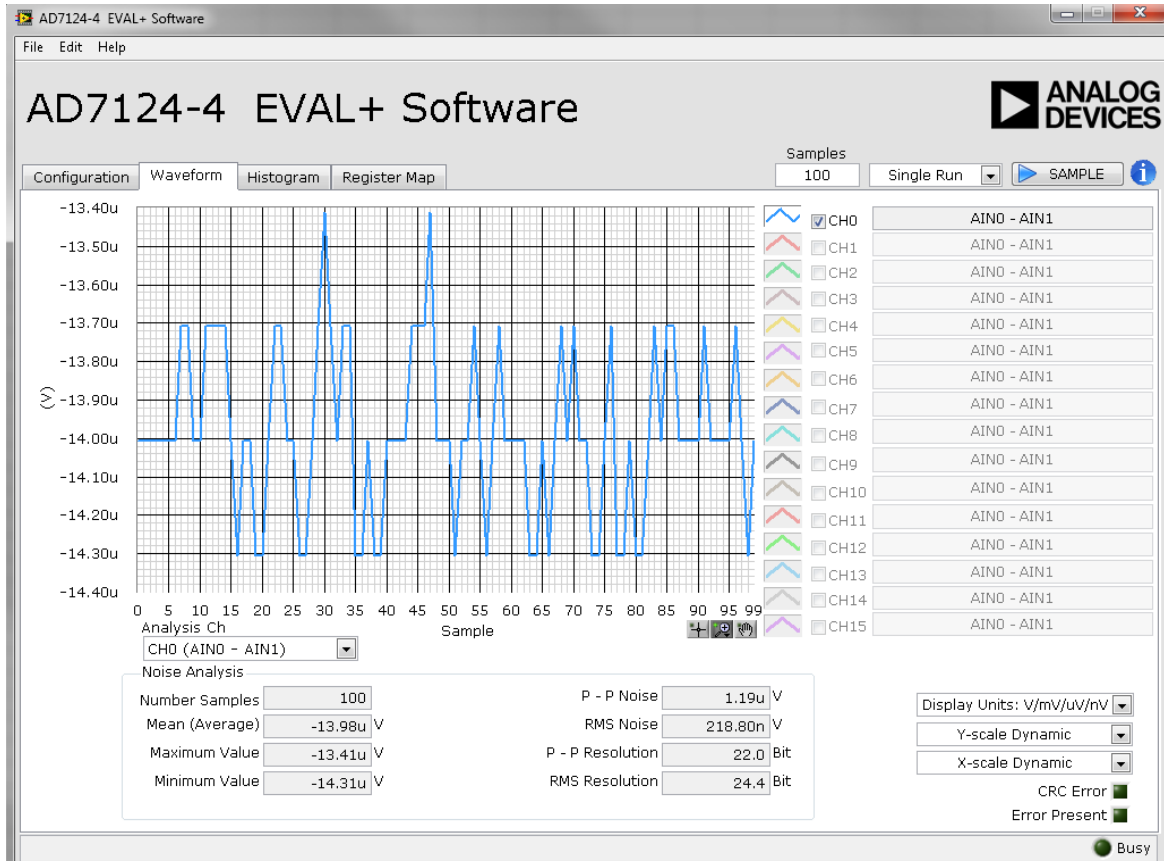 AD7124-4 EVAL+ Software
File Edit Help
AD7124-4 EVAL+ Software
ANALOG
DEVICES
Configuration Waveform Histogram Register Map
Samples
100 Single Run SAMPLE i
-13.40u
-13.50u
-13.60u
-13.70u
-13.80u
-13.90u
-14.00u
-14.10u
-14.20u
-14.30u
-14.40u
(V)
0 5 10 15 20 25 30 35 40 45 50 55 60 65 70 75 80 85 90 95 99
Sample
CH0 AIN0 - AIN1
CH1 AIN0 - AIN1
CH2 AIN0 - AIN1
CH3 AIN0 - AIN1
CH4 AIN0 - AIN1
CH5 AIN0 - AIN1
CH6 AIN0 - AIN1
CH7 AIN0 - AIN1
CH8 AIN0 - AIN1
CH9 AIN0 - AIN1
CH10 AIN0 - AIN1
CH11 AIN0 - AIN1
CH12 AIN0 - AIN1
CH13 AIN0 - AIN1
CH14 AIN0 - AIN1
CH15 AIN0 - AIN1
Analysis Ch
CH0 (AIN0 - AIN1)
Noise Analysis
Number Samples 100
Mean (Average) -13.98u V
Maximum Value -13.41u V
Minimum Value -14.31u V
P - P Noise 1.19u V
RMS Noise 218.80n V
P - P Resolution 22.0 Bit
RMS Resolution 24.4 Bit
Display Units: V/mV/uV/nV
Y-scale Dynamic
X-scale Dynamic
CRC Error
Error Present
Busy